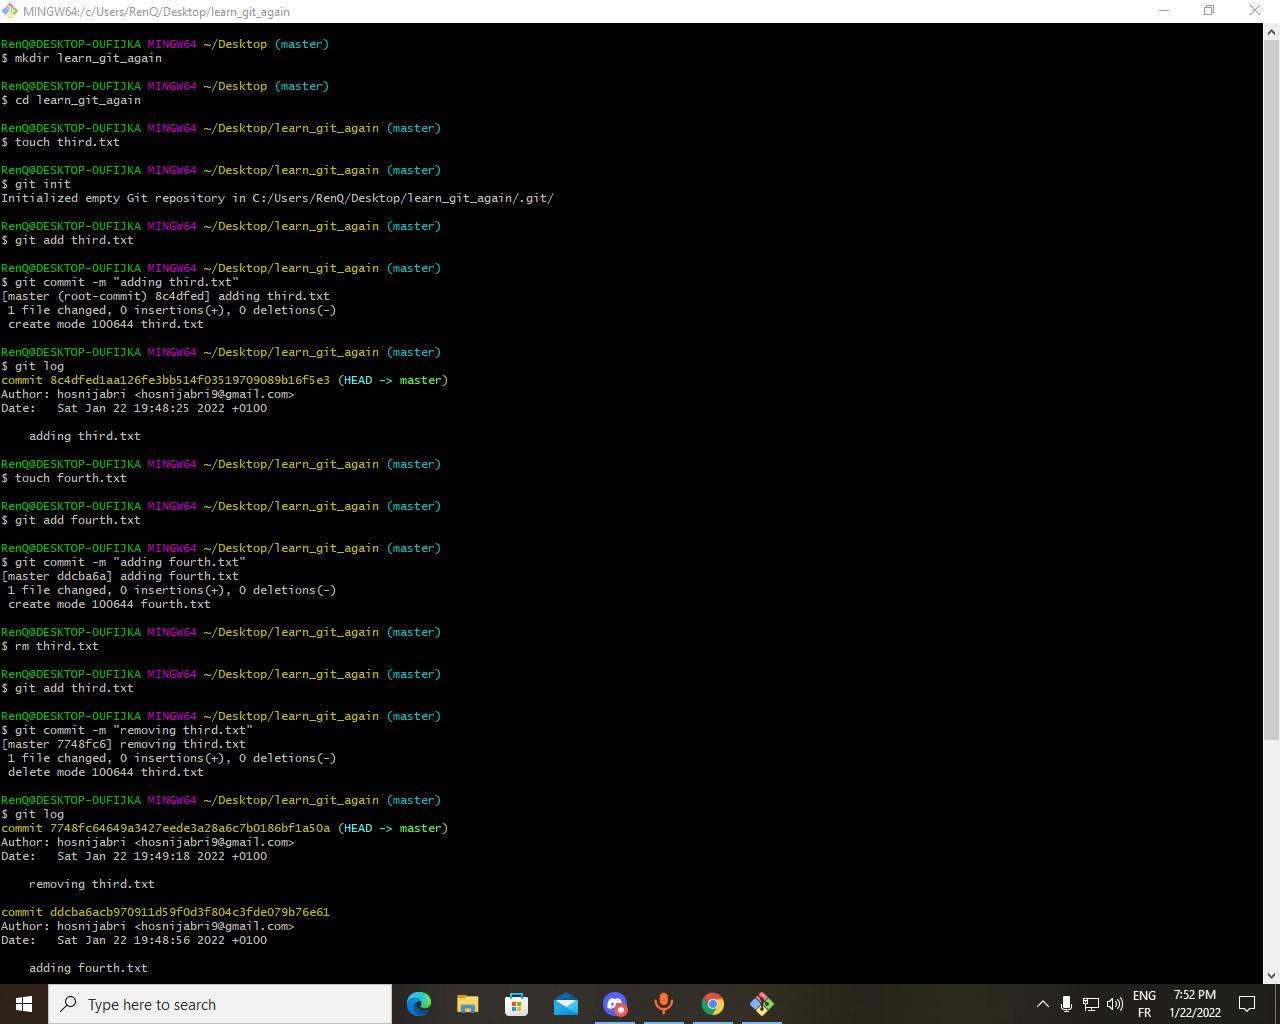 MINGW64:/c/Users/RenQ/Desktop/learn_git_again
RenQ@DESKTOP-OUFIJKA MINGW64 ~/Desktop (master)
$ mkdir learn_git_again
RenQ@DESKTOP-OUFIJKA MINGW64 ~/Desktop (master)
$ cd learn_git_again
RenQ@DESKTOP-OUFIJKA MINGW64 ~/Desktop/learn_git_again (master)
$ touch third.txt
RenQ@DESKTOP-OUFIJKA MINGW64 ~/Desktop/learn_git_again (master)
$ git init
Initialized empty Git repository in C:/Users/RenQ/Desktop/learn_git_again/.git/
RenQ@DESKTOP-OUFIJKA MINGW64 ~/Desktop/learn_git_again (master)
$ git add third.txt
RenQ@DESKTOP-OUFIJKA MINGW64 ~/Desktop/learn_git_again (master)
$ git commit -m "adding third.txt"
[master (root-commit) 8c4dfed] adding third.txt
1 file changed, 0 insertions(+), 0 deletions(-)
create mode 100644 third.txt
RenQ@DESKTOP-OUFIJKA MINGW64 ~/Desktop/learn_git_again (master)
$ git log
commit 8c4dfed1aa126fe3bb514f03519709089b16f5e3 (HEAD -> master)
Author: hosnijabri <hosnijabri9@gmail.com>
Date:   Sat Jan 22 19:48:25 2022 +0100
adding third.txt
RenQ@DESKTOP-OUFIJKA MINGW64 ~/Desktop/learn_git_again (master)
$ touch fourth.txt
RenQ@DESKTOP-OUFIJKA MINGW64 ~/Desktop/learn_git_again (master)
$ git add fourth.txt
RenQ@DESKTOP-OUFIJKA MINGW64 ~/Desktop/learn_git_again (master)
$ git commit -m "adding fourth.txt"
[master ddcba6a] adding fourth.txt
1 file changed, 0 insertions(+), 0 deletions(-)
create mode 100644 fourth.txt
RenQ@DESKTOP-OUFIJKA MINGW64 ~/Desktop/learn_git_again (master)
$ rm third.txt
RenQ@DESKTOP-OUFIJKA MINGW64 ~/Desktop/learn_git_again (master)
$ git add third.txt
RenQ@DESKTOP-OUFIJKA MINGW64 ~/Desktop/learn_git_again (master)
$ git commit -m "removing third.txt"
[master 7748fc6] removing third.txt
1 file changed, 0 insertions(+), 0 deletions(-)
delete mode 100644 third.txt
RenQ@DESKTOP-OUFIJKA MINGW64 ~/Desktop/learn_git_again (master)
$ git log
commit 7748fc64649a3427eede3a28a6c7b0186bf1a50a (HEAD -> master)
Author: hosnijabri <hosnijabri9@gmail.com>
Date:   Sat Jan 22 19:49:18 2022 +0100
removing third.txt
commit ddcba6acb970911d59f0d3f804c3fde079b76e61
Author: hosnijabri <hosnijabri9@gmail.com>
Date:   Sat Jan 22 19:48:56 2022 +0100
adding fourth.txt
Type here to search
ENG
FR
7:52 PM
1/22/2022